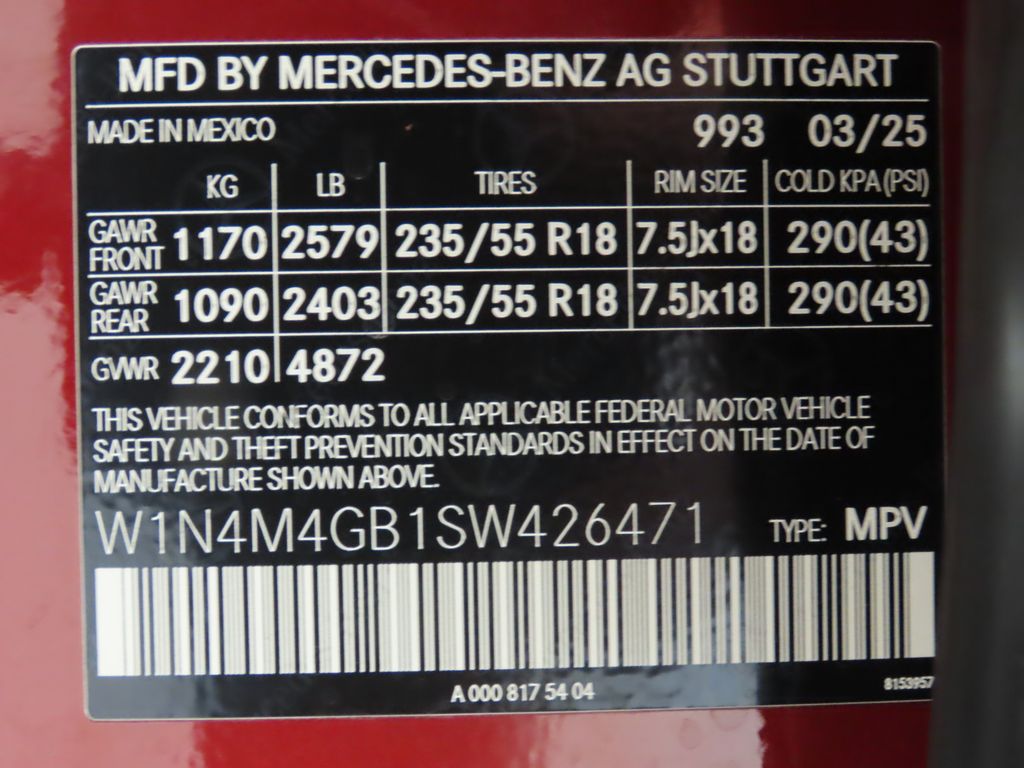 MFD BY MERCEDES-BENZ AG STUTTGART
MADE IN MEXICO 993 03/25
KG LB TIRES RIM SIZE COLD KPA (PSI)
GAWR FRONT 1170 2579 235/55 R18 7.5Jx18 290(43)
GAWR REAR 1090 2403 235/55 R18 7.5Jx18 290(43)
GVWR 2210 4872
THIS VEHICLE CONFORMS TO ALL APPLICABLE FEDERAL MOTOR VEHICLE
SAFETY AND THEFT PREVENTION STANDARDS IN EFFECT ON THE DATE OF
MANUFACTURE SHOWN ABOVE.
W1N4M4GB1SW426471 TYPE: MPV
A 000 817 54 04
8153957